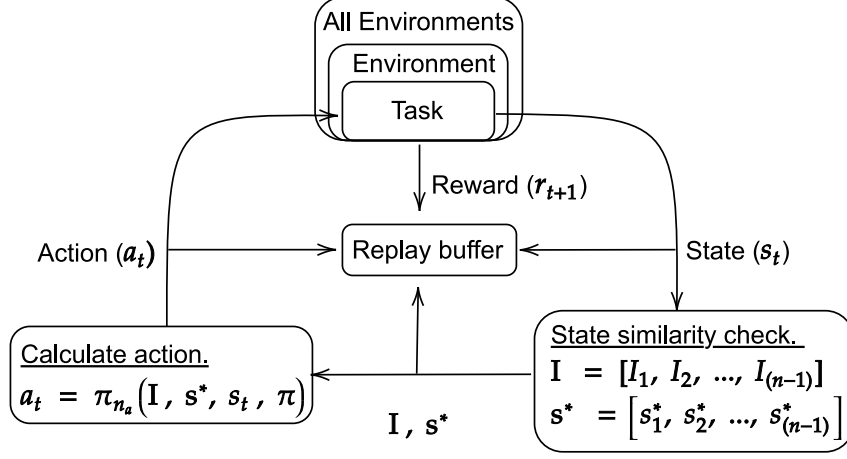 All Environments
Environment
Task
Reward (r_{t+1})
Action (a_t)
Replay buffer
State (s_t)
Calculate action.
a_t = π_{n_a}(I, s*, s_t, π)
I, s*
State similarity check.
I = [I_1, I_2, ..., I_{(n-1)}]
s* = [s*_1, s*_2, ..., s*_{(n-1)}]